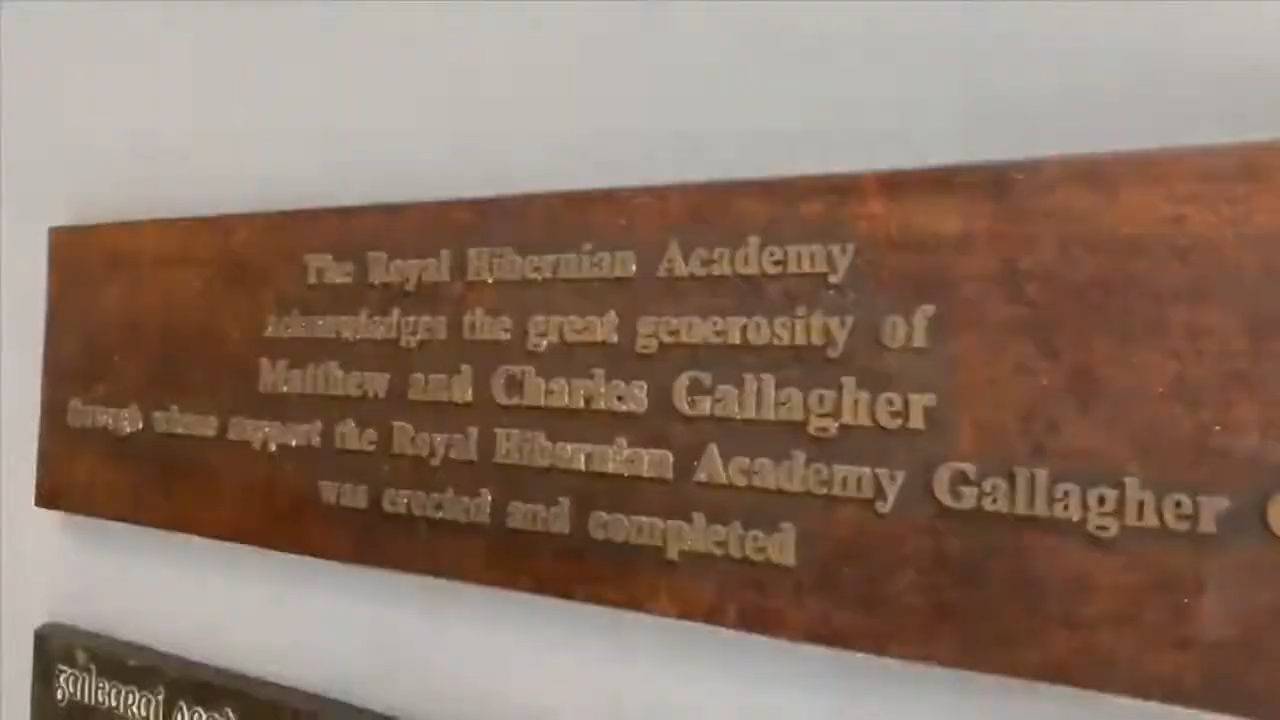 The Royal Hibernian Academy
Acknowledges the great generosity of
Matthew and Charles Gallagher
through whose support the Royal Hibernian Academy Gallagher
was erected and completed
gailearaí